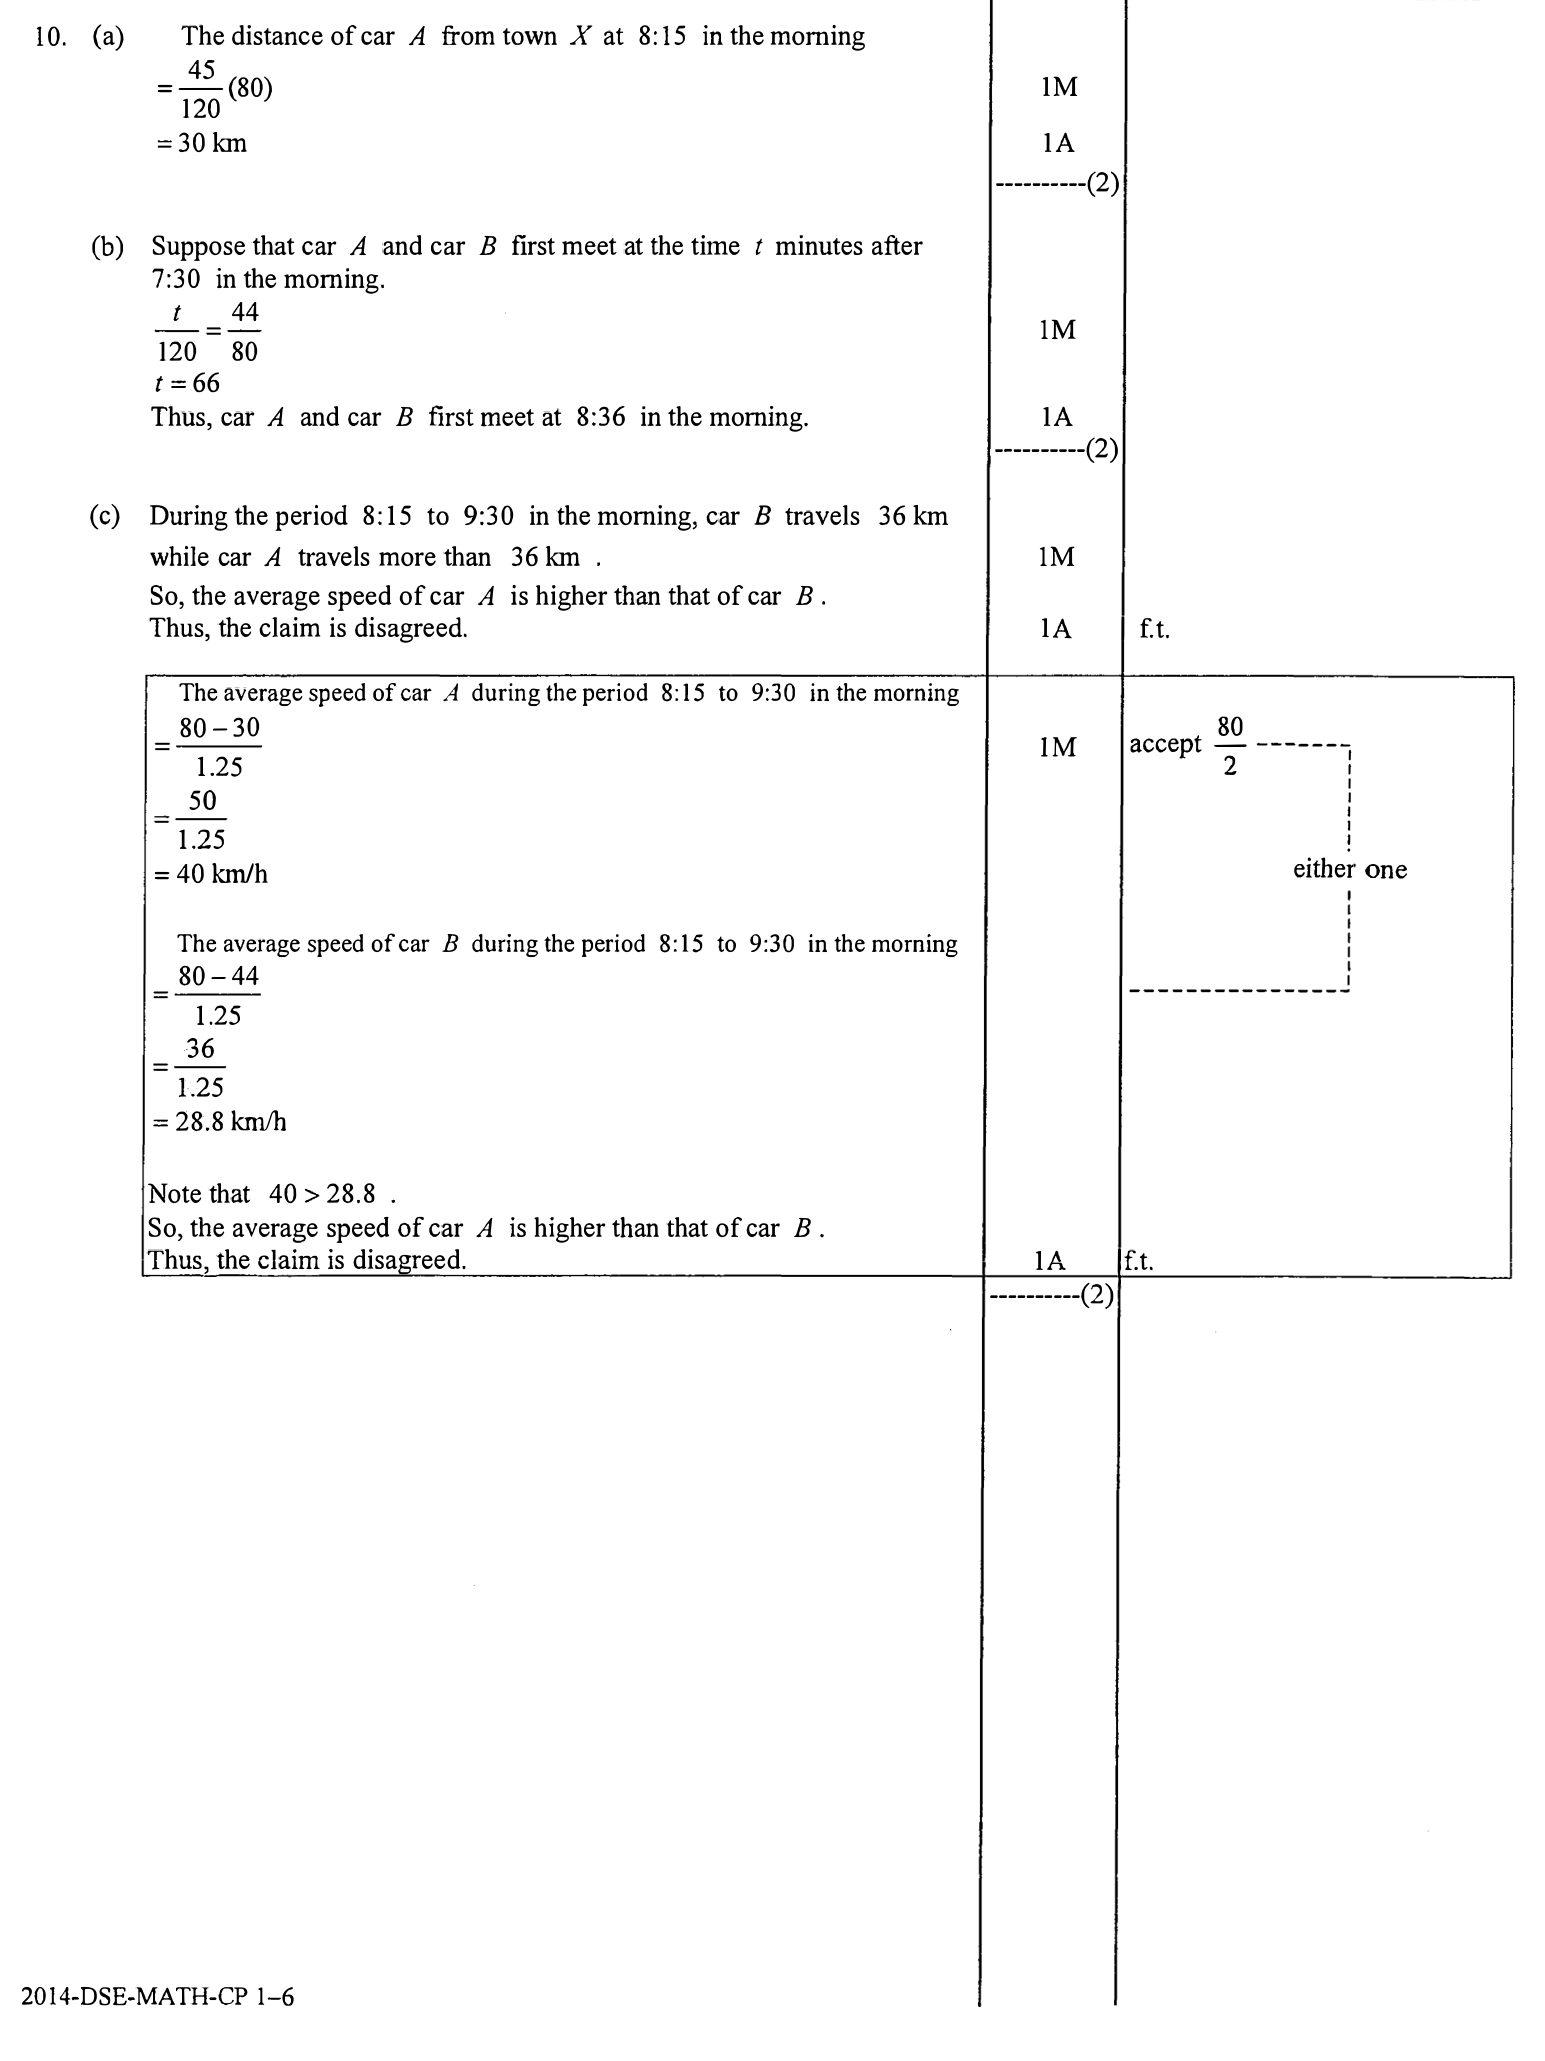 10. (a) The distance of car A from town X at 8:15 in the morning
= 45/120 (80) 1M
= 30 km 1A
----------(2)
(b) Suppose that car A and car B first meet at the time t minutes after
7:30 in the morning.
t/120 = 44/80 1M
t = 66
Thus, car A and car B first meet at 8:36 in the morning. 1A
----------(2)
(c) During the period 8:15 to 9:30 in the morning, car B travels 36 km
while car A travels more than 36 km . 1M
So, the average speed of car A is higher than that of car B .
Thus, the claim is disagreed. 1A f.t.
The average speed of car A during the period 8:15 to 9:30 in the morning
= (80 – 30)/1.25 1M accept 80/2 -------
= 50/1.25
= 40 km/h either one
The average speed of car B during the period 8:15 to 9:30 in the morning
= (80 – 44)/1.25
= 36/1.25
= 28.8 km/h
Note that 40 > 28.8 .
So, the average speed of car A is higher than that of car B .
Thus, the claim is disagreed. 1A f.t.
----------(2)
2014-DSE-MATH-CP 1–6